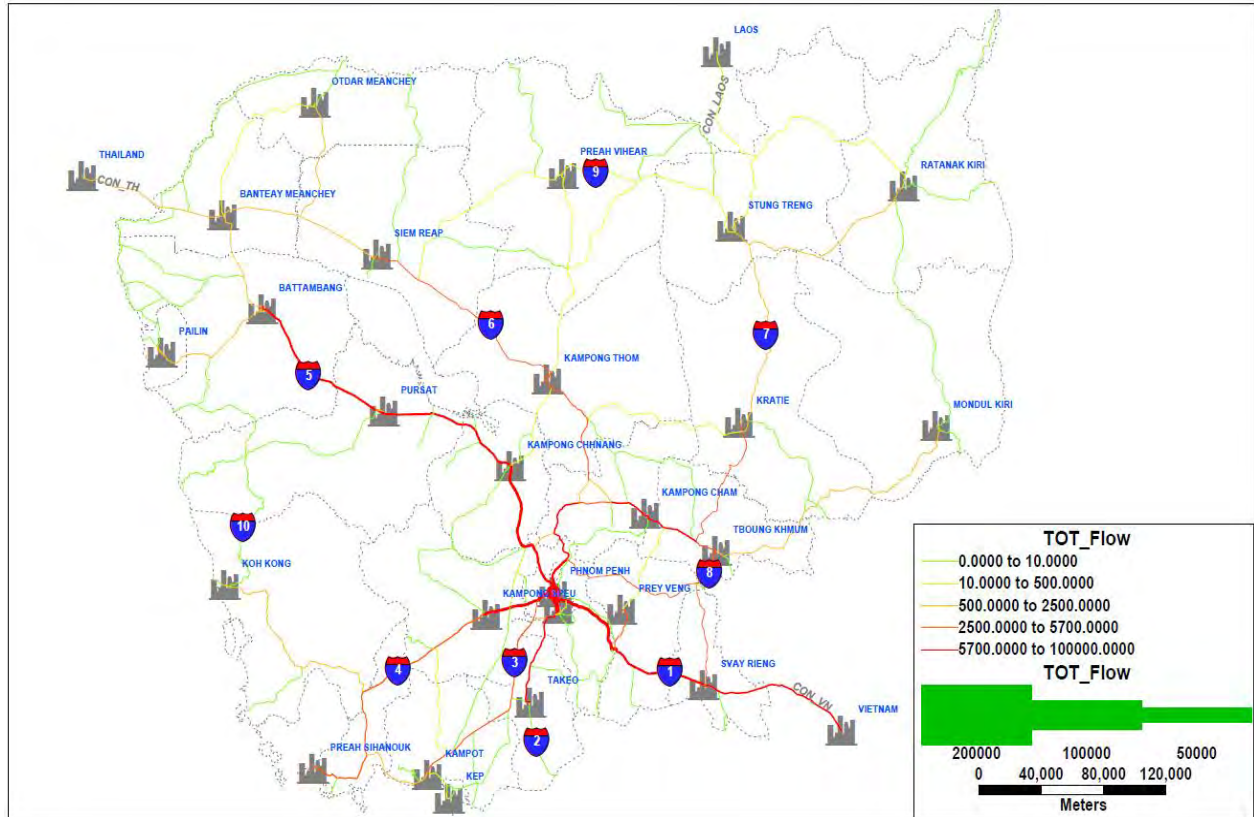 LAOS
OTDAR MEANCHEY
CON_LAOS
THAILAND
CON_TH
PREAH VIHEAR
9
RATANAK KIRI
BANTEAY MEANCHEY
STUNG TRENG
SIEM REAP
BATTAMBANG
6
7
PAILIN
KAMPONG THOM
5
PURSAT
KRATIE
MONDUL KIRI
KAMPONG CHHNANG
KAMPONG CHAM
10
TBOUNG KHMUM
KOH KONG
PHNOM PENH
8
PREY VENG
KAMPONG SPEU
3
4
1
SVAY RIENG
TAKEO
CON_VN
VIETNAM
2
PREAH SIHANOUK
KAMPOT
KEP
TOT_Flow
0.0000 to 10.0000
10.0000 to 500.0000
500.0000 to 2500.0000
2500.0000 to 5700.0000
5700.0000 to 100000.0000
TOT_Flow
200000 100000 50000
0 40,000 80,000 120,000
Meters